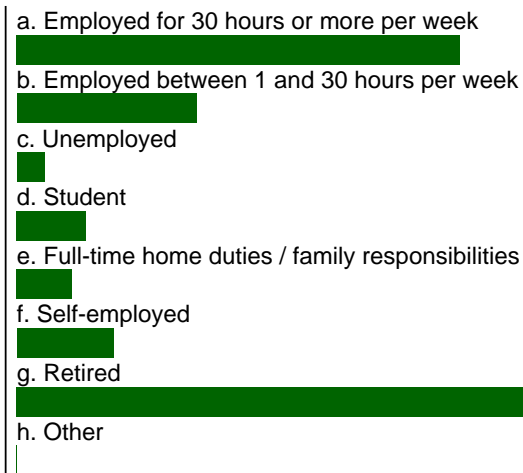 a. Employed for 30 hours or more per week
b. Employed between 1 and 30 hours per week
c. Unemployed
d. Student
e. Full-time home duties / family responsibilities
f. Self-employed
g. Retired
h. Other